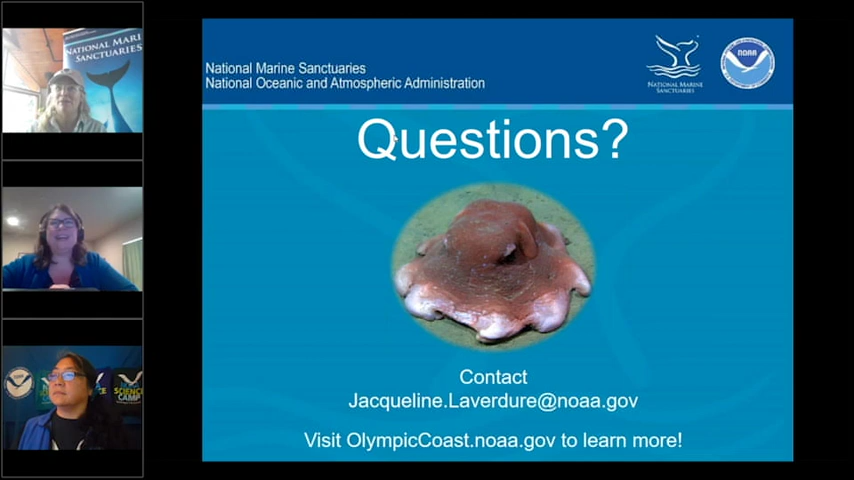 NATIONAL MARI
SANCTUARIES
SCIENCE
CAMP
National Marine Sanctuaries
National Oceanic and Atmospheric Administration
NATIONAL MARINE
SANCTUARIES
NOAA
Questions?
Contact
Jacqueline.Laverdure@noaa.gov
Visit OlympicCoast.noaa.gov to learn more!